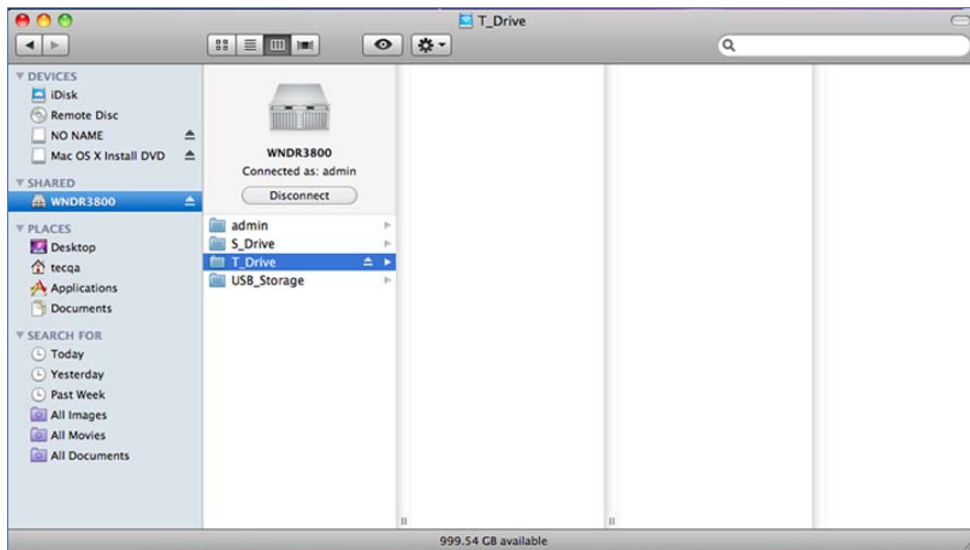 T_Drive
DEVICES
iDisk
Remote Disc
NO NAME
Mac OS X Install DVD
SHARED
WNDR3800
PLACES
Desktop
tecqa
Applications
Documents
SEARCH FOR
Today
Yesterday
Past Week
All Images
All Movies
All Documents
WNDR3800
Connected as: admin
Disconnect
admin
S_Drive
T_Drive
USB_Storage
999.54 GB available